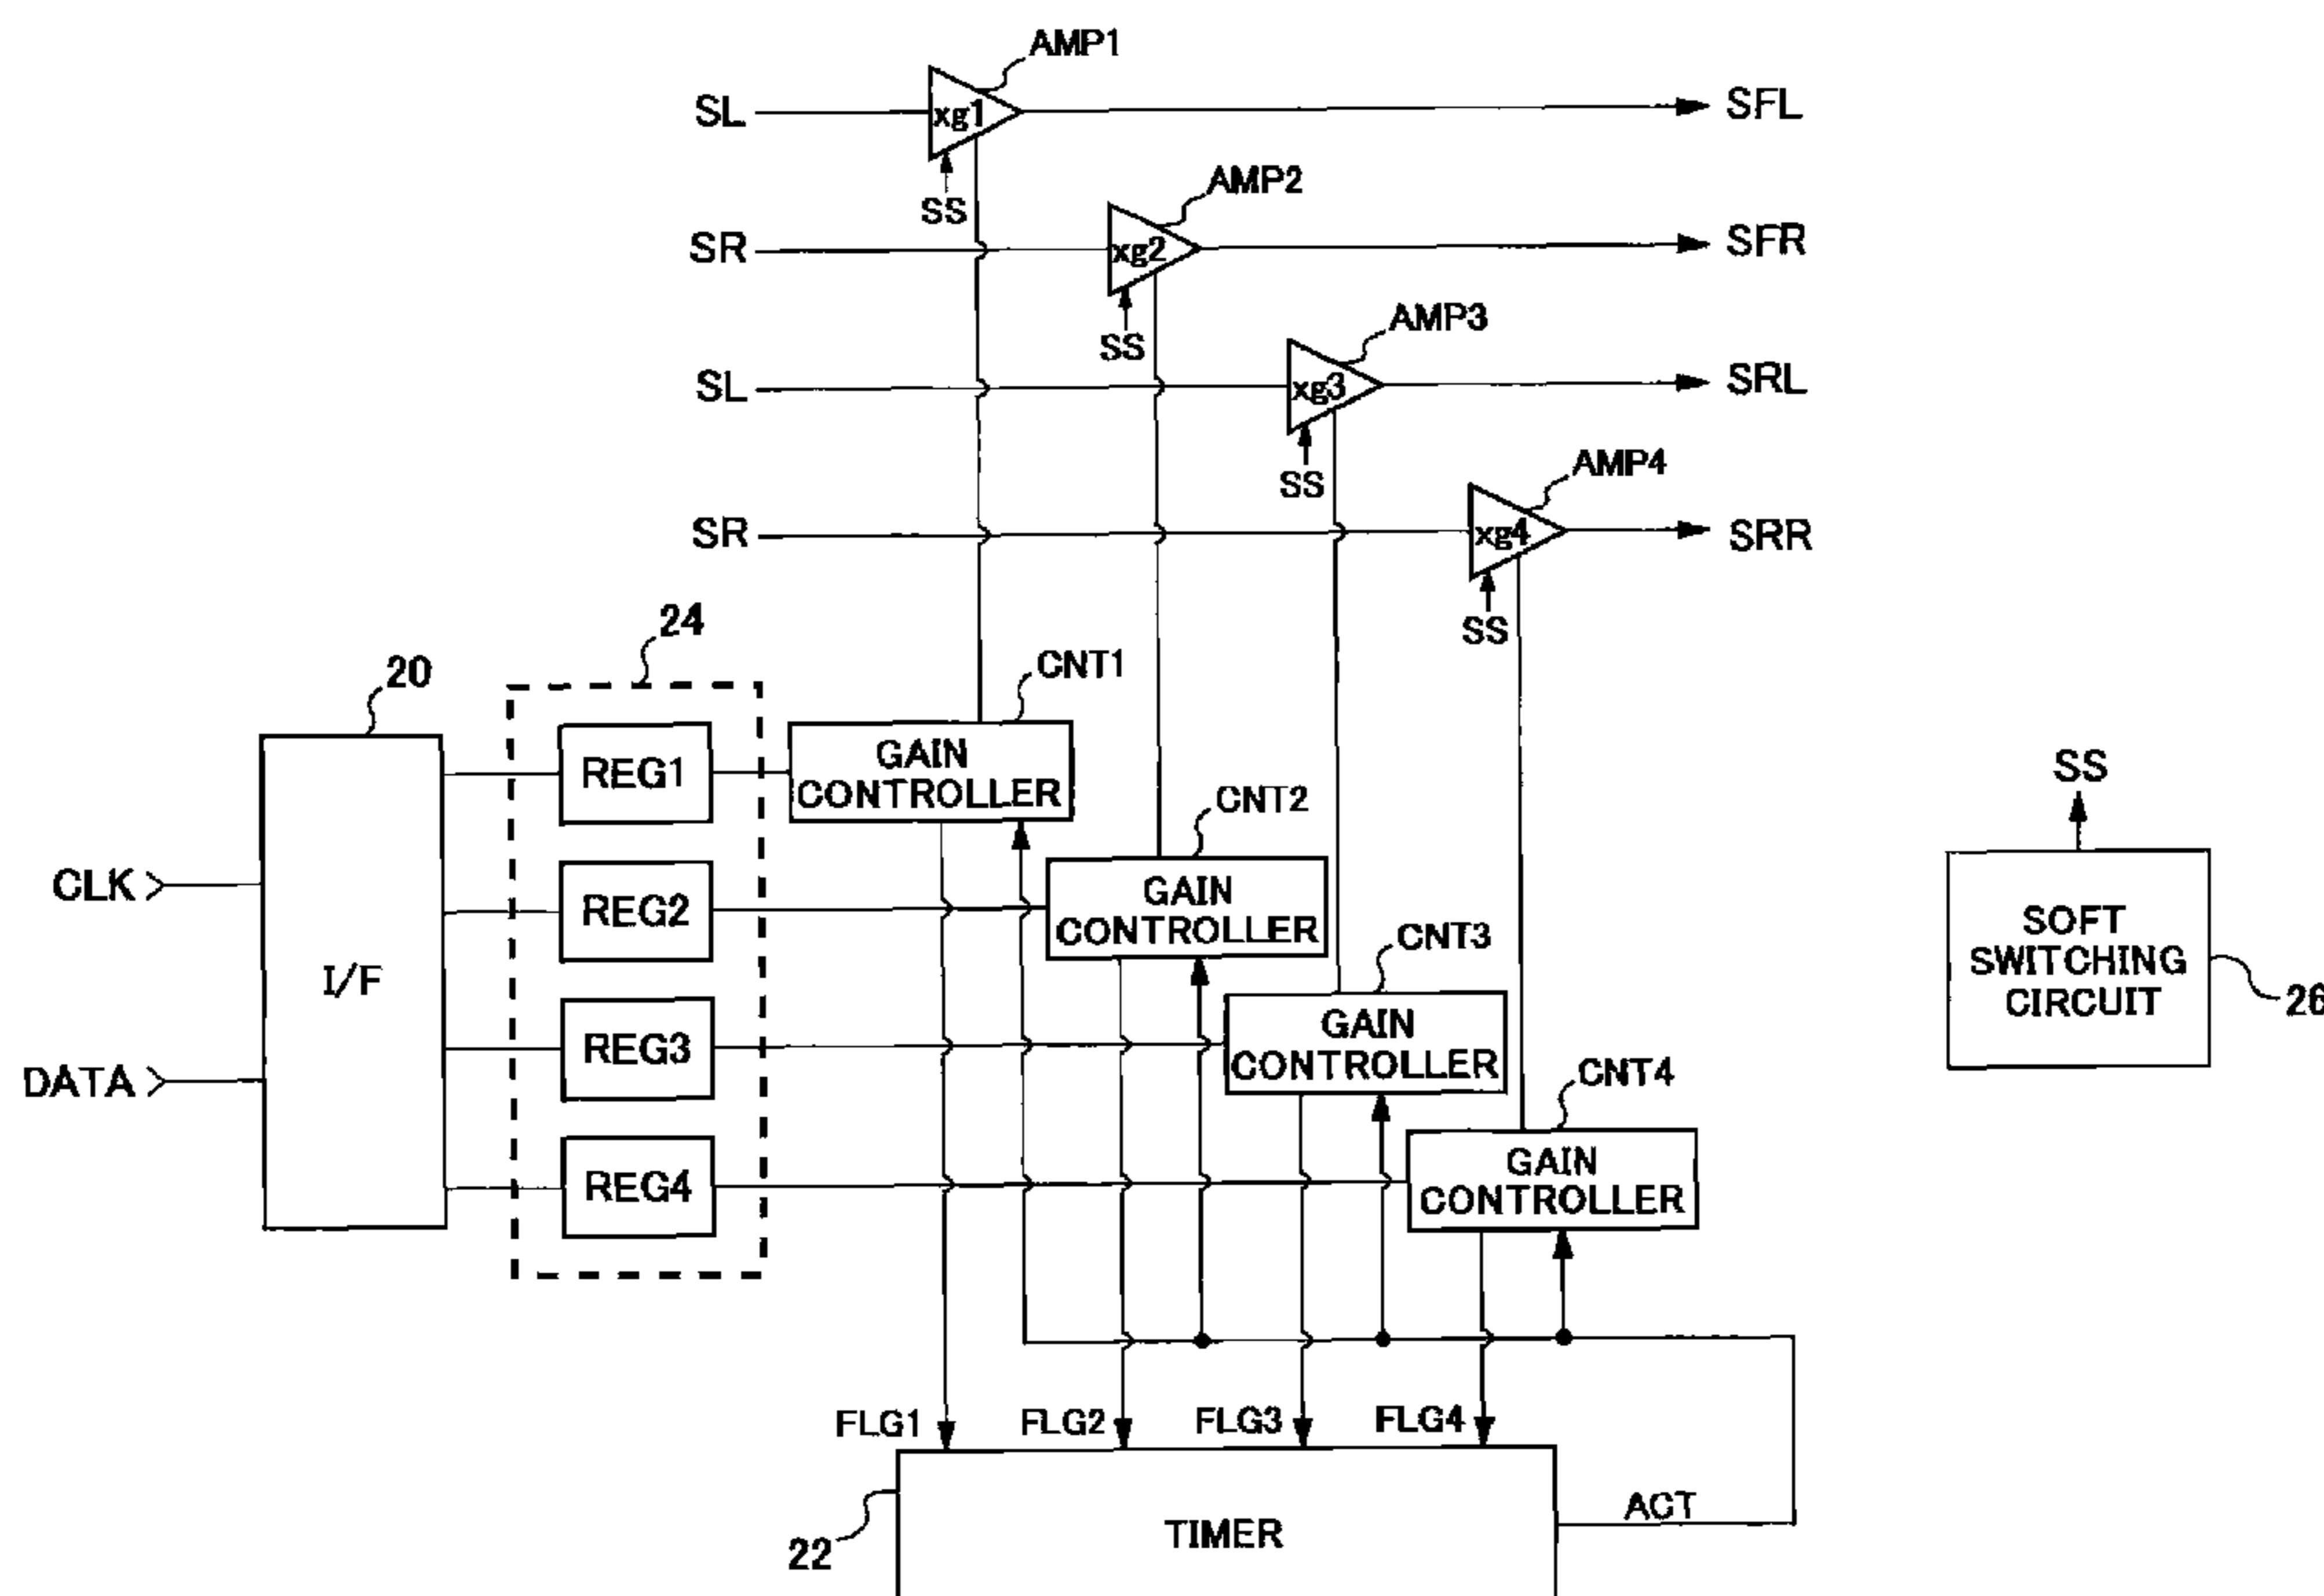 AMP1
SL
xg1
SFL
SS
AMP2
SR
xg2
SFR
SS
AMP3
SL
xg3
SRL
SS
AMP4
SR
xg4
SRR
SS
24
20
CNT1
REG1
GAIN
CONTROLLER
SS
CNT2
CLK
REG2
GAIN
CONTROLLER
I/F
CNT3
SOFT
SWITCHING
CIRCUIT
26
REG3
GAIN
CONTROLLER
DATA
CNT4
REG4
GAIN
CONTROLLER
FLG1
FLG2
FLG3
FLG4
ACT
22
TIMER